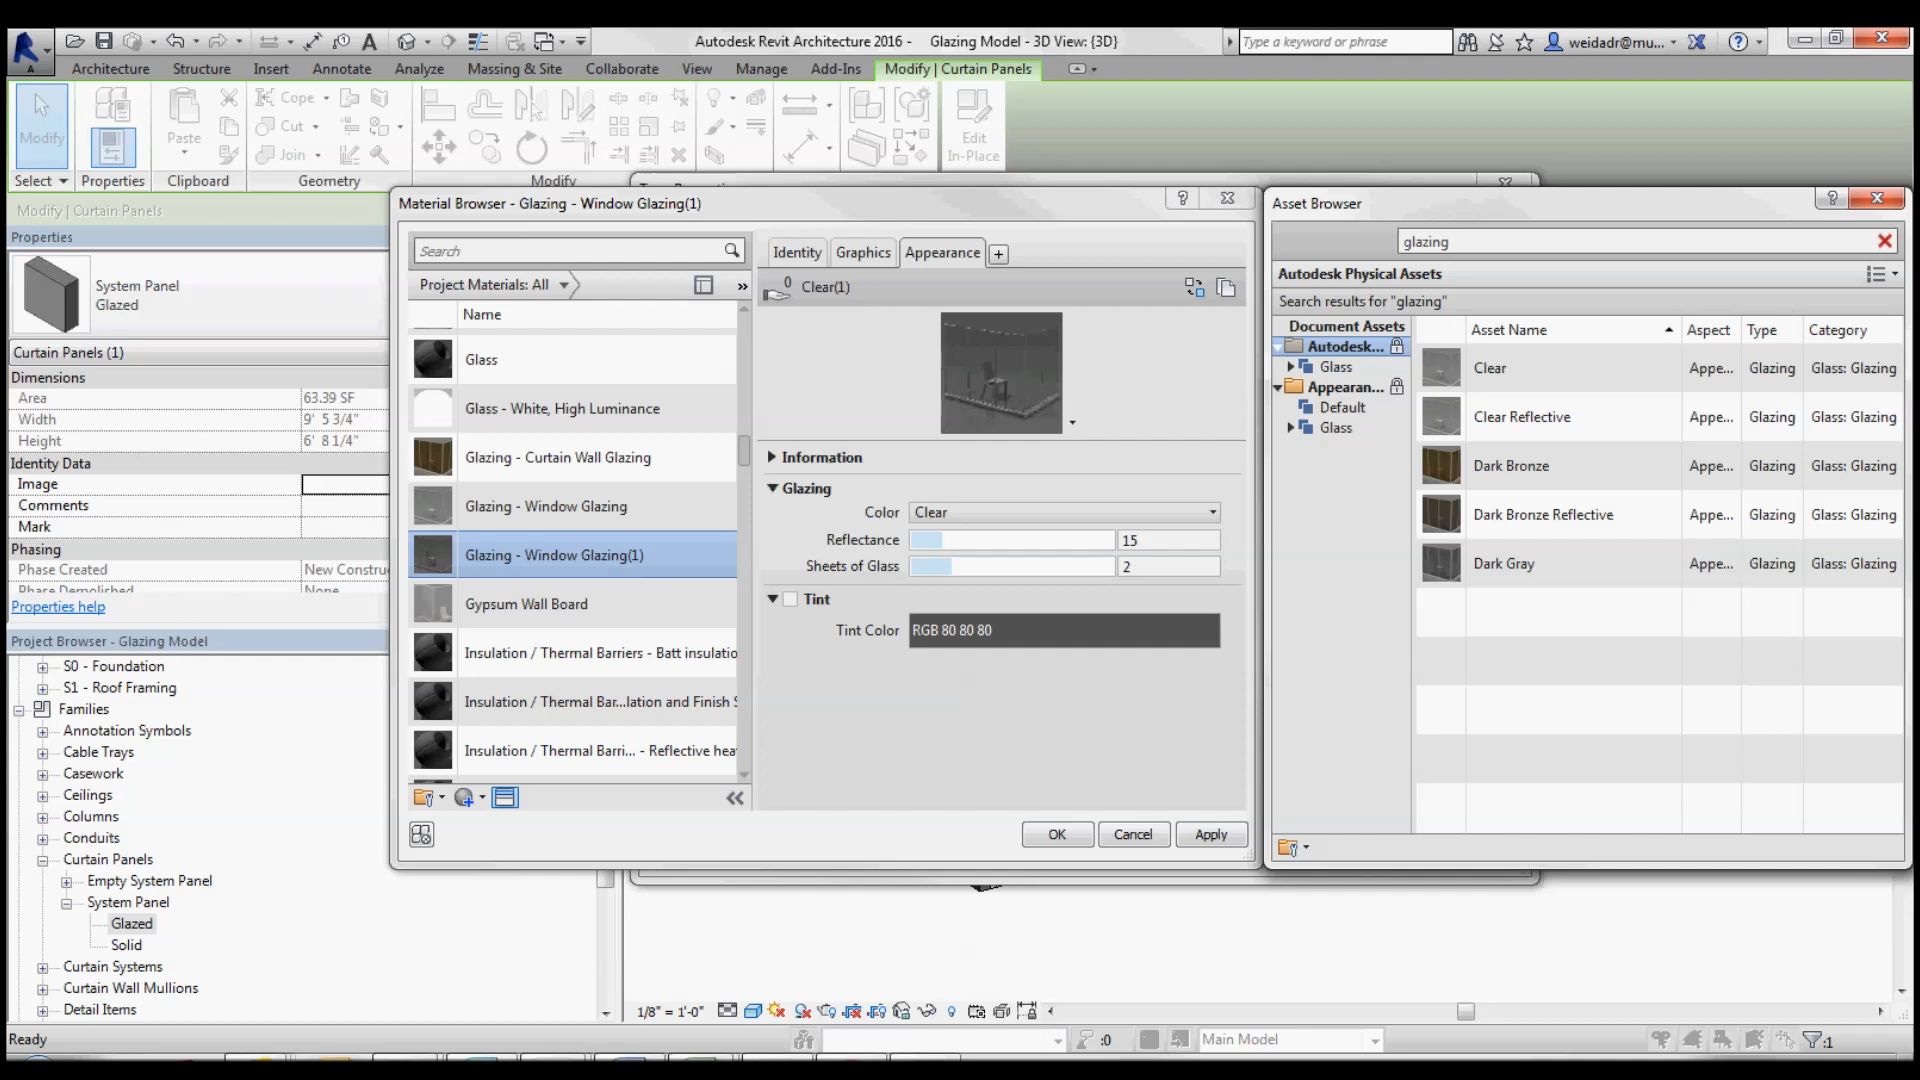 Autodesk Revit Architecture 2016 - Glazing Model - 3D View: {3D}
Type a keyword or phrase
weidadr@mu...
Architecture Structure Insert Annotate Analyze Massing & Site Collaborate View Manage Add-Ins Modify | Curtain Panels
Modify
Paste
Cope
Cut
Join
Edit
In-Place
Select Properties Clipboard Geometry Modify
Modify | Curtain Panels
Properties
System Panel
Glazed
Curtain Panels (1)
Dimensions
Area 63.39 SF
Width 9' 5 3/4"
Height 6' 8 1/4"
Identity Data
Image
Comments
Mark
Phasing
Phase Created New Constru
Phase Demolished None
Properties help
Project Browser - Glazing Model
S0 - Foundation
S1 - Roof Framing
Families
Annotation Symbols
Cable Trays
Casework
Ceilings
Columns
Conduits
Curtain Panels
Empty System Panel
System Panel
Glazed
Solid
Curtain Systems
Curtain Wall Mullions
Detail Items
Material Browser - Glazing - Window Glazing(1)
Search
Project Materials: All
Name
Glass
Glass - White, High Luminance
Glazing - Curtain Wall Glazing
Glazing - Window Glazing
Glazing - Window Glazing(1)
Gypsum Wall Board
Insulation / Thermal Barriers - Batt insulatio
Insulation / Thermal Bar...lation and Finish S
Insulation / Thermal Barri... - Reflective hea
Identity Graphics Appearance +
0
Clear(1)
Information
Glazing
Color Clear
Reflectance 15
Sheets of Glass 2
Tint
Tint Color RGB 80 80 80
OK Cancel Apply
Asset Browser
glazing
Autodesk Physical Assets
Search results for "glazing"
Document Assets
Autodesk...
Glass
Appearan...
Default
Glass
Asset Name Aspect Type Category
Clear Appe... Glazing Glass: Glazing
Clear Reflective Appe... Glazing Glass: Glazing
Dark Bronze Appe... Glazing Glass: Glazing
Dark Bronze Reflective Appe... Glazing Glass: Glazing
Dark Gray Appe... Glazing Glass: Glazing
1/8" = 1'-0"
Ready
:0
Main Model
:1